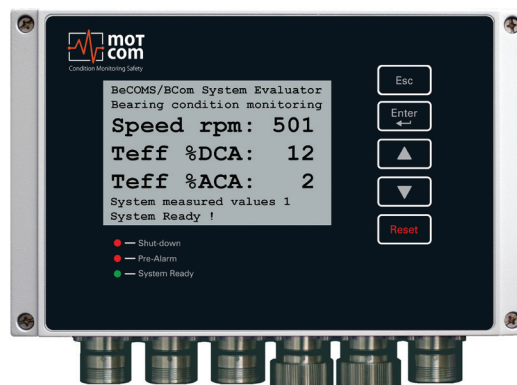 MOT
COM
Condition Monitoring Safety
BeCOMS/BCom System Evaluator
Bearing condition monitoring
Speed rpm: 501
Teff %DCA: 12
Teff %ACA: 2
System measured values 1
System Ready !
Shut-down
Pre-Alarm
System Ready
Esc
Enter
Reset